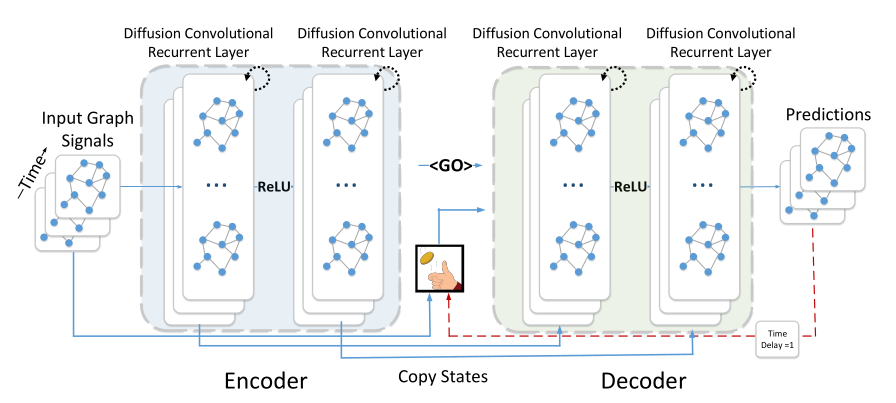 Diffusion Convolutional
Recurrent Layer
Diffusion Convolutional
Recurrent Layer
Diffusion Convolutional
Recurrent Layer
Diffusion Convolutional
Recurrent Layer
Input Graph
Signals
Time
...
ReLU
...
<GO>
...
ReLU
...
Predictions
Time
Delay =1
Encoder
Copy States
Decoder